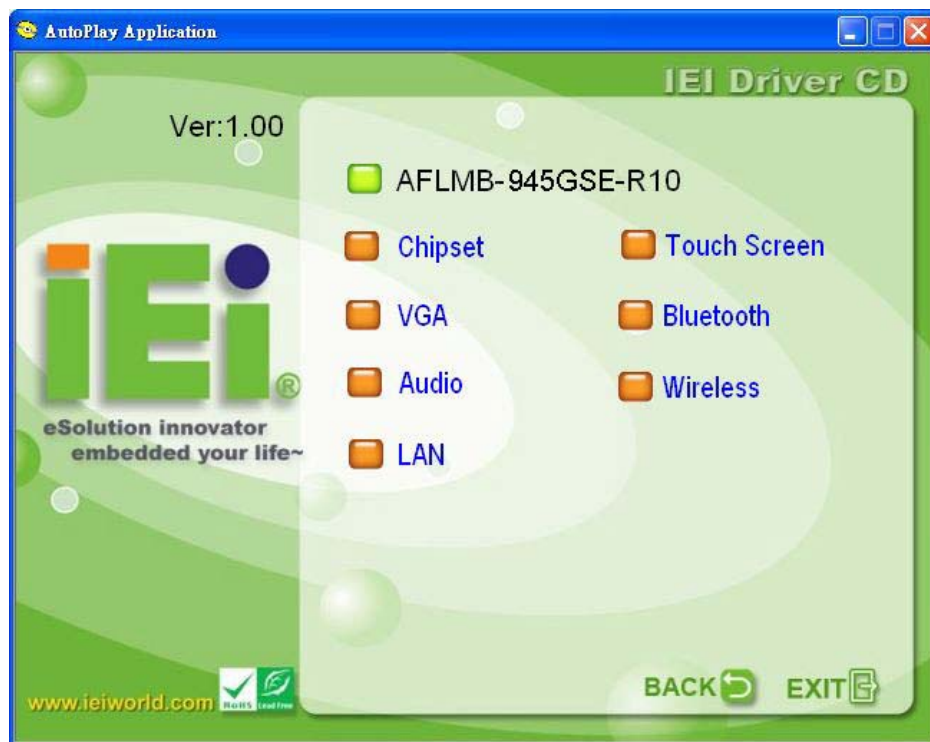 AutoPlay Application
IEI Driver CD
Ver:1.00
AFLMB-945GSE-R10
Chipset
Touch Screen
VGA
Bluetooth
Audio
Wireless
LAN
iEi®
eSolution innovator
embedded your life~
www.ieiworld.com
RoHS
Lead Free
BACK
EXIT